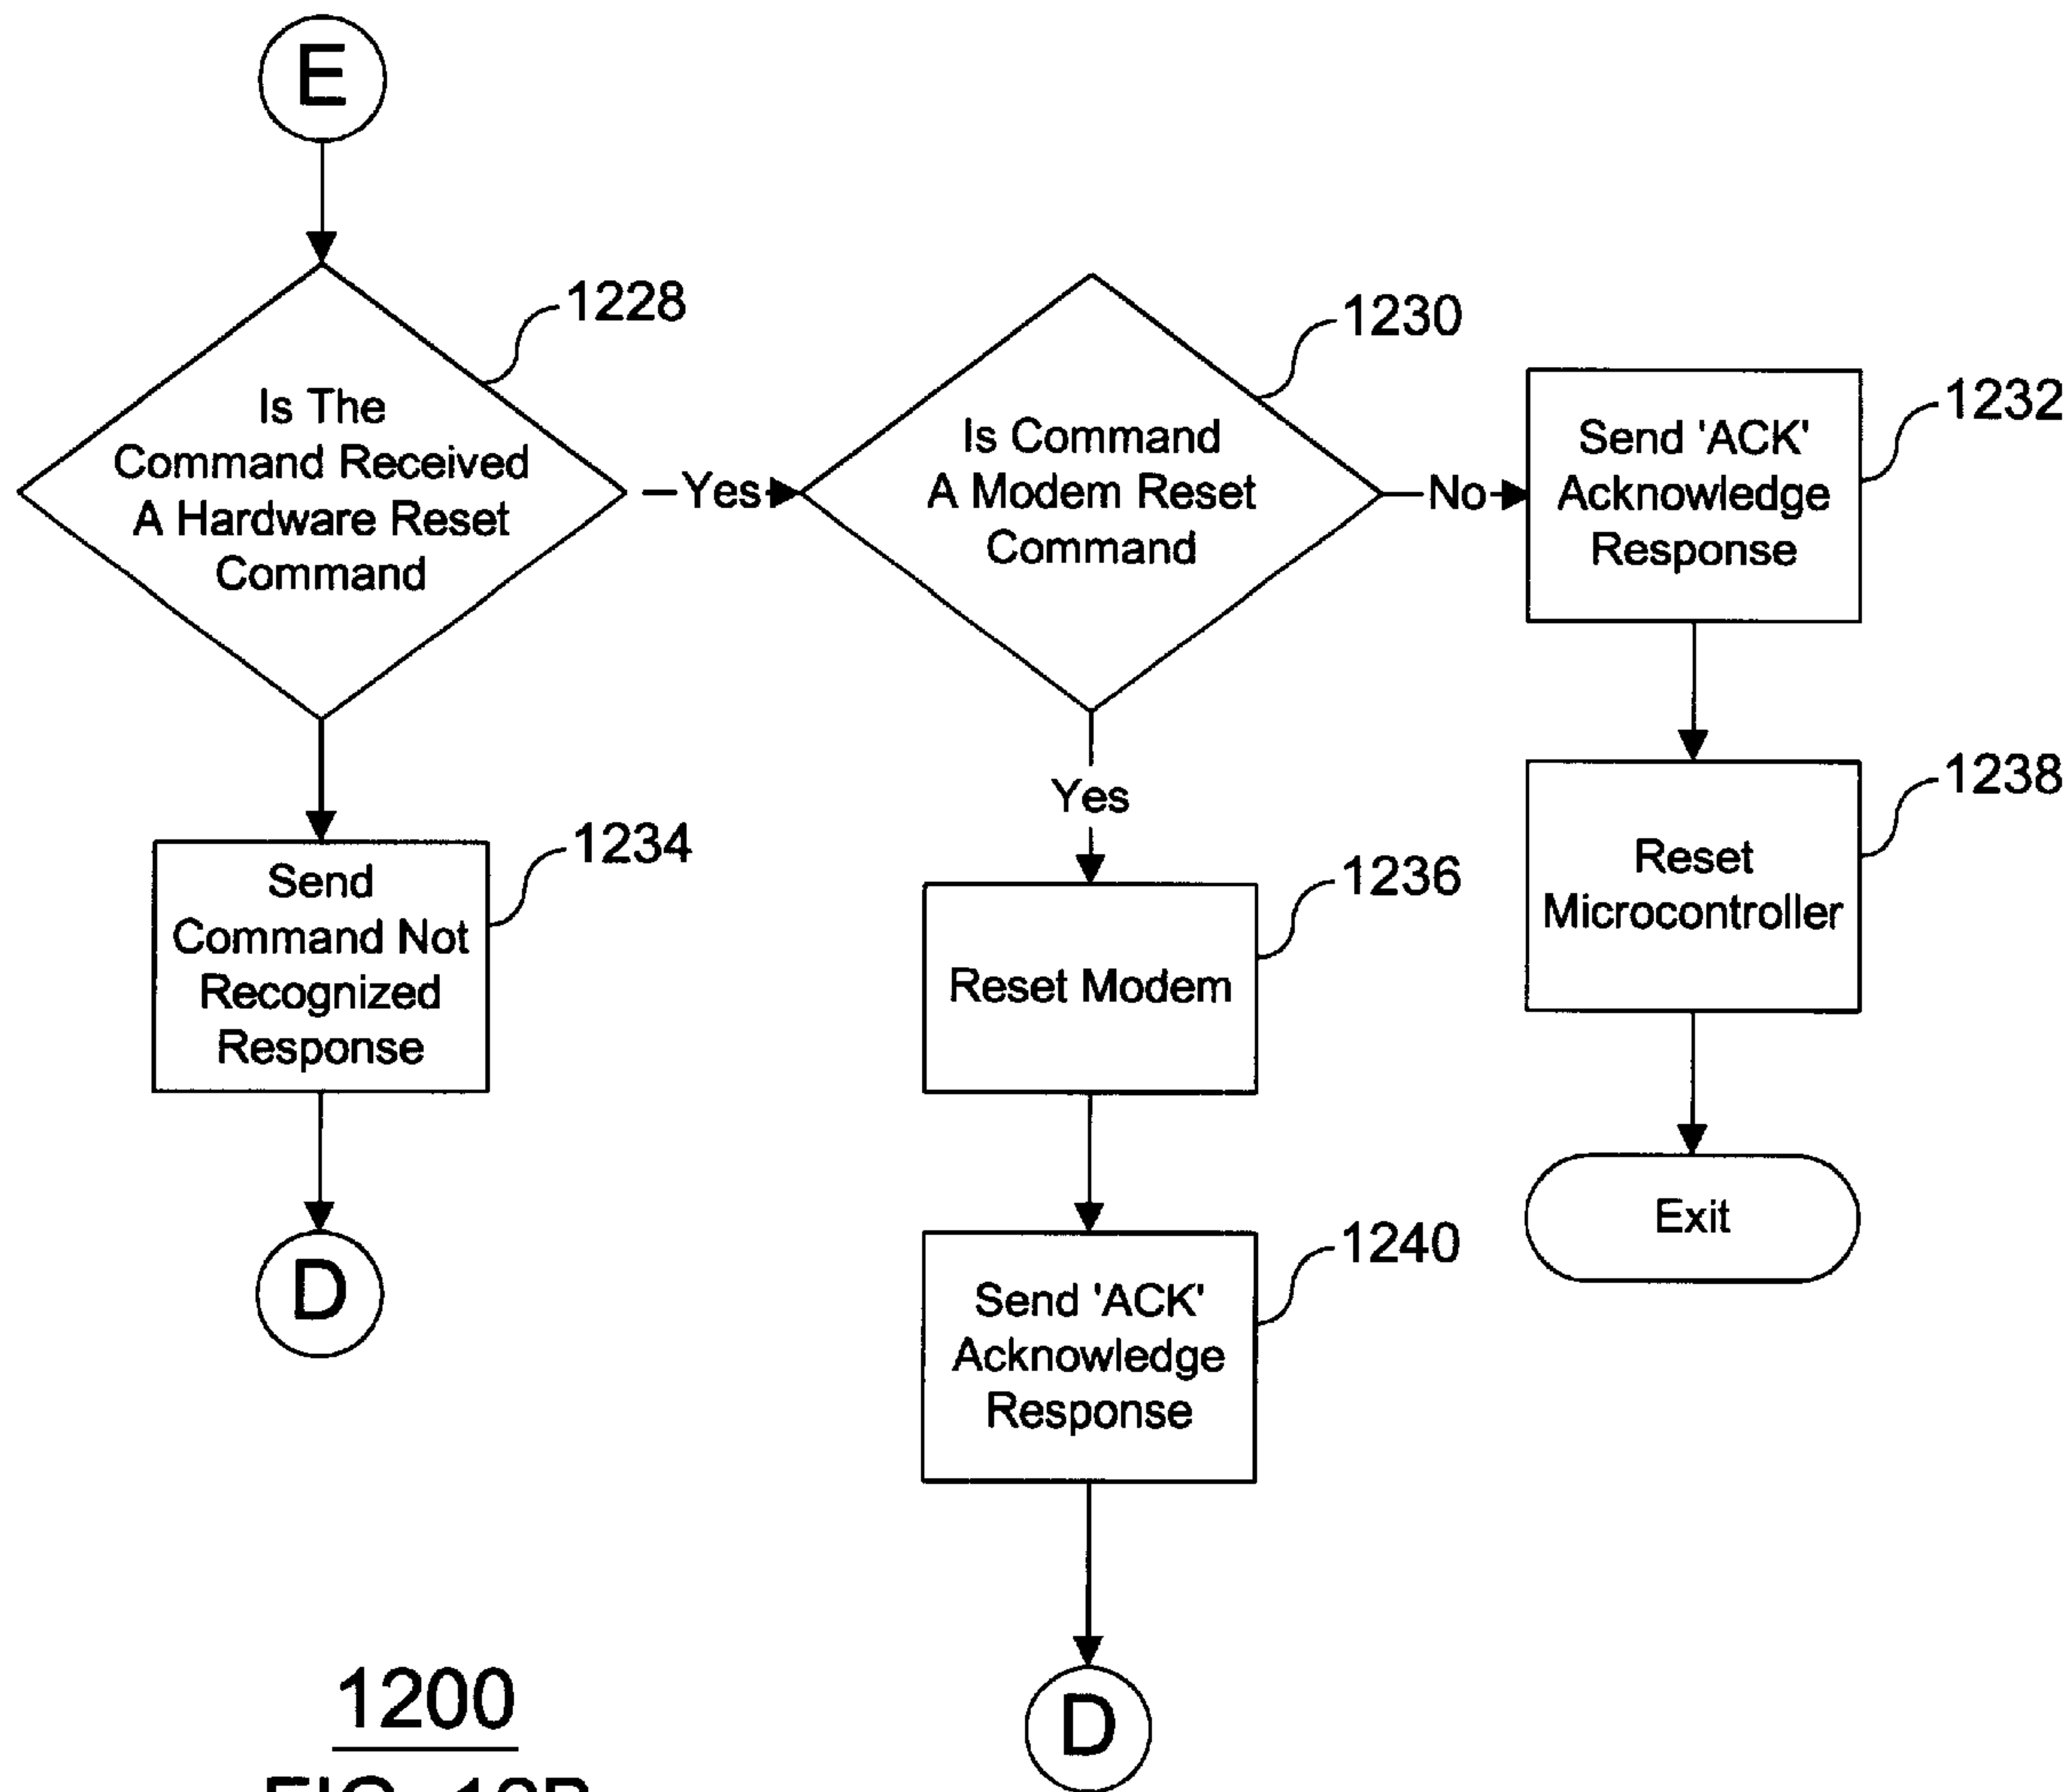 E
1228
Is The
Command Received
A Hardware Reset
Command
Yes
1230
Is Command
A Modem Reset
Command
No
1232
Send 'ACK'
Acknowledge
Response
Yes
1238
Reset
Microcontroller
1234
Send
Command Not
Recognized
Response
1236
Reset Modem
Exit
D
1240
Send 'ACK'
Acknowledge
Response
D
1200